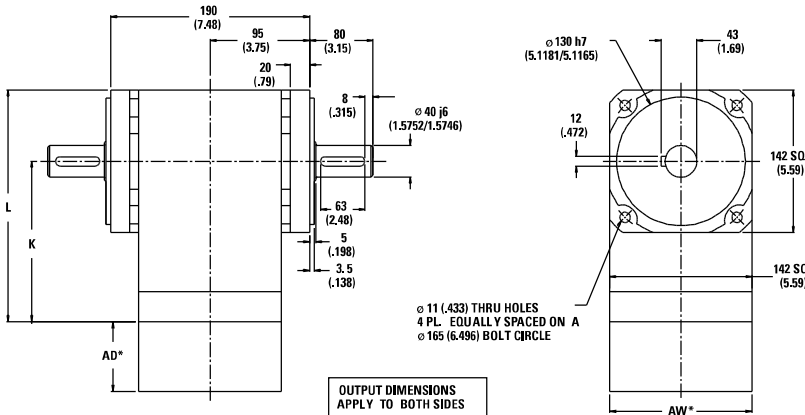 190
(7.48)
95
(3.75)
80
(3.15)
20
(.79)
8
(.315)
ø 40 j6
(1.5752/1.5746)
63
(2.48)
5
(.198)
3.5
(.138)
L
K
AD*
OUTPUT DIMENSIONS
APPLY TO BOTH SIDES
ø 130 h7
(5.1181/5.1165)
43
(1.69)
12
(.472)
142 SQ
(5.59)
142 SQ
(5.59)
ø 11 (.433) THRU HOLES
4 PL. EQUALLY SPACED ON A
ø 165 (6.496) BOLT CIRCLE
AW*